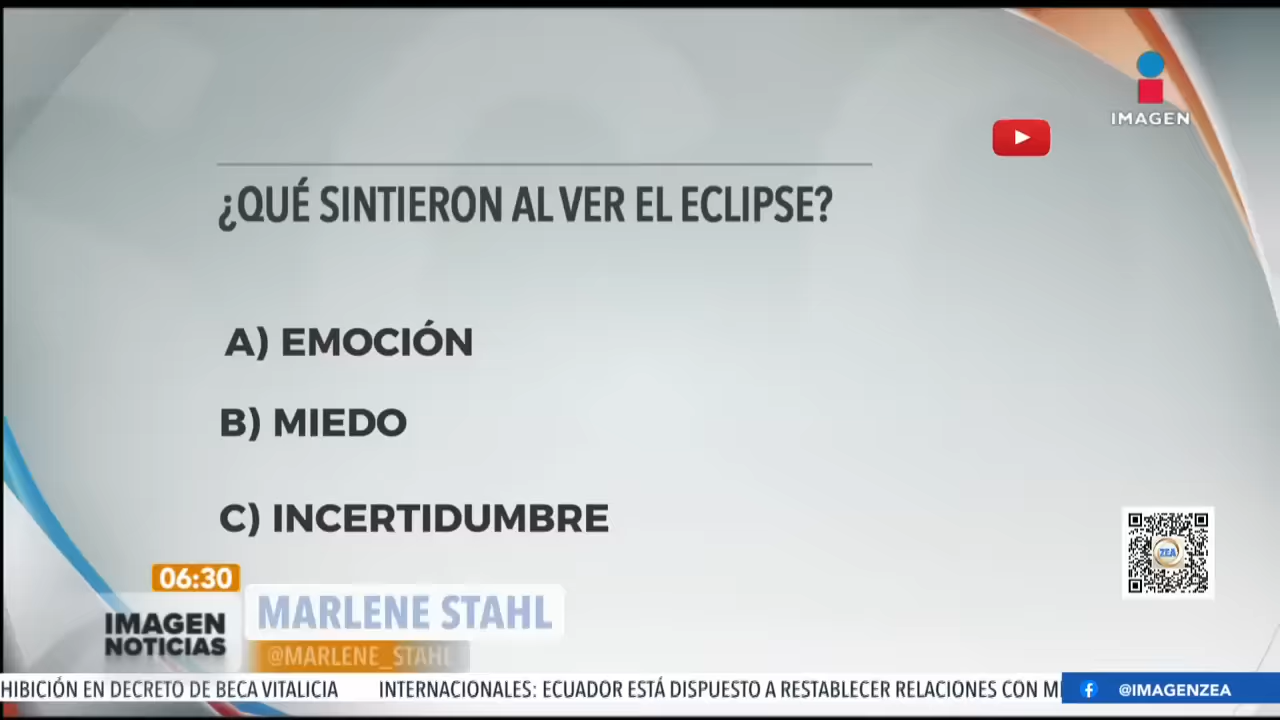 IMAGEN
¿QUÉ SINTIERON AL VER EL ECLIPSE?
A) EMOCIÓN
B) MIEDO
C) INCERTIDUMBRE
ZEA
06:30
IMAGEN
NOTICIAS
MARLENE STAHL
@MARLENE_STAHL
HIBICIÓN EN DECRETO DE BECA VITALICIA INTERNACIONALES: ECUADOR ESTÁ DISPUESTO A RESTABLECER RELACIONES CON
@IMAGENZEA